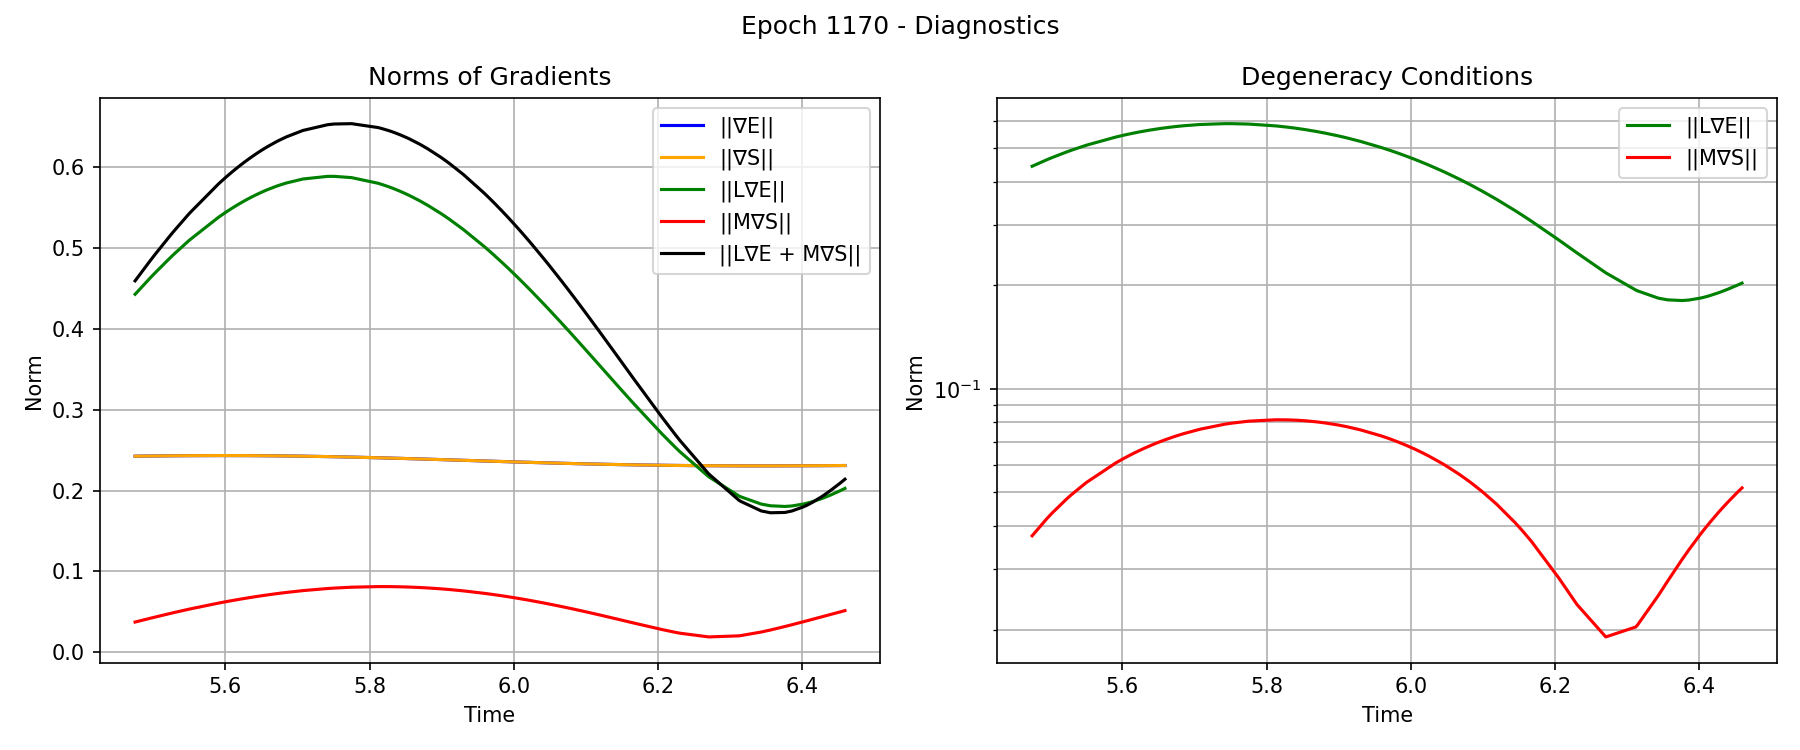 Epoch 1170 - Diagnostics
Norms of Gradients
||∇E||
||∇S||
||L∇E||
||M∇S||
||L∇E + M∇S||
0.6
0.5
0.4
0.3
0.2
0.1
0.0
Norm
5.6 5.8 6.0 6.2 6.4
Time
Degeneracy Conditions
||L∇E||
||M∇S||
10⁻¹
Norm
5.6 5.8 6.0 6.2 6.4
Time